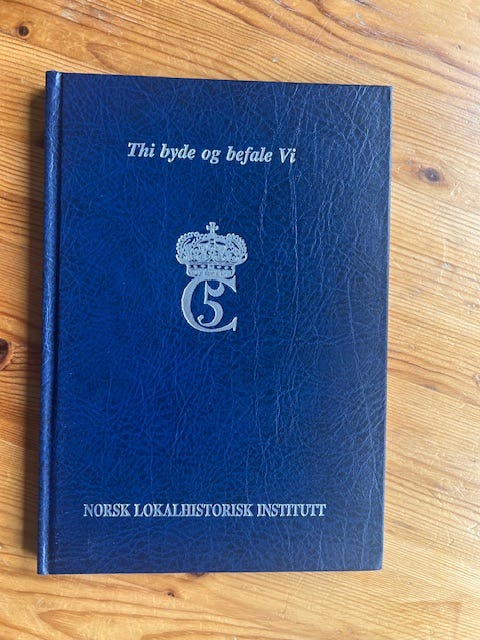 Thi byde og befale Vi
C5
NORSK LOKALHISTORISK INSTITUTT